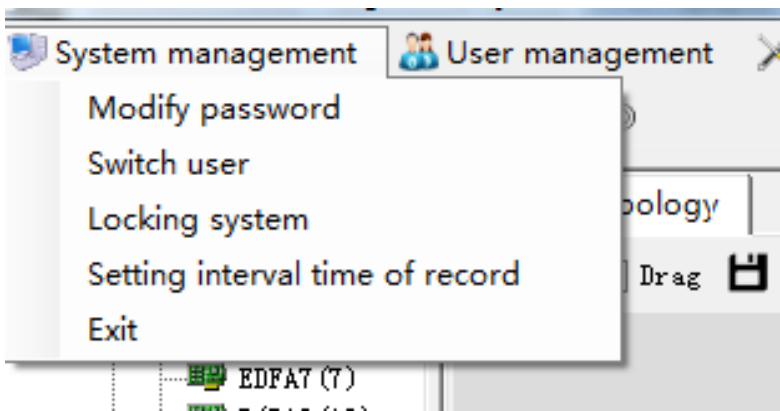 System management User management
Modify password
Switch user
Locking system
pology
Setting interval time of record
Drag
Exit
EDFA7 (7)